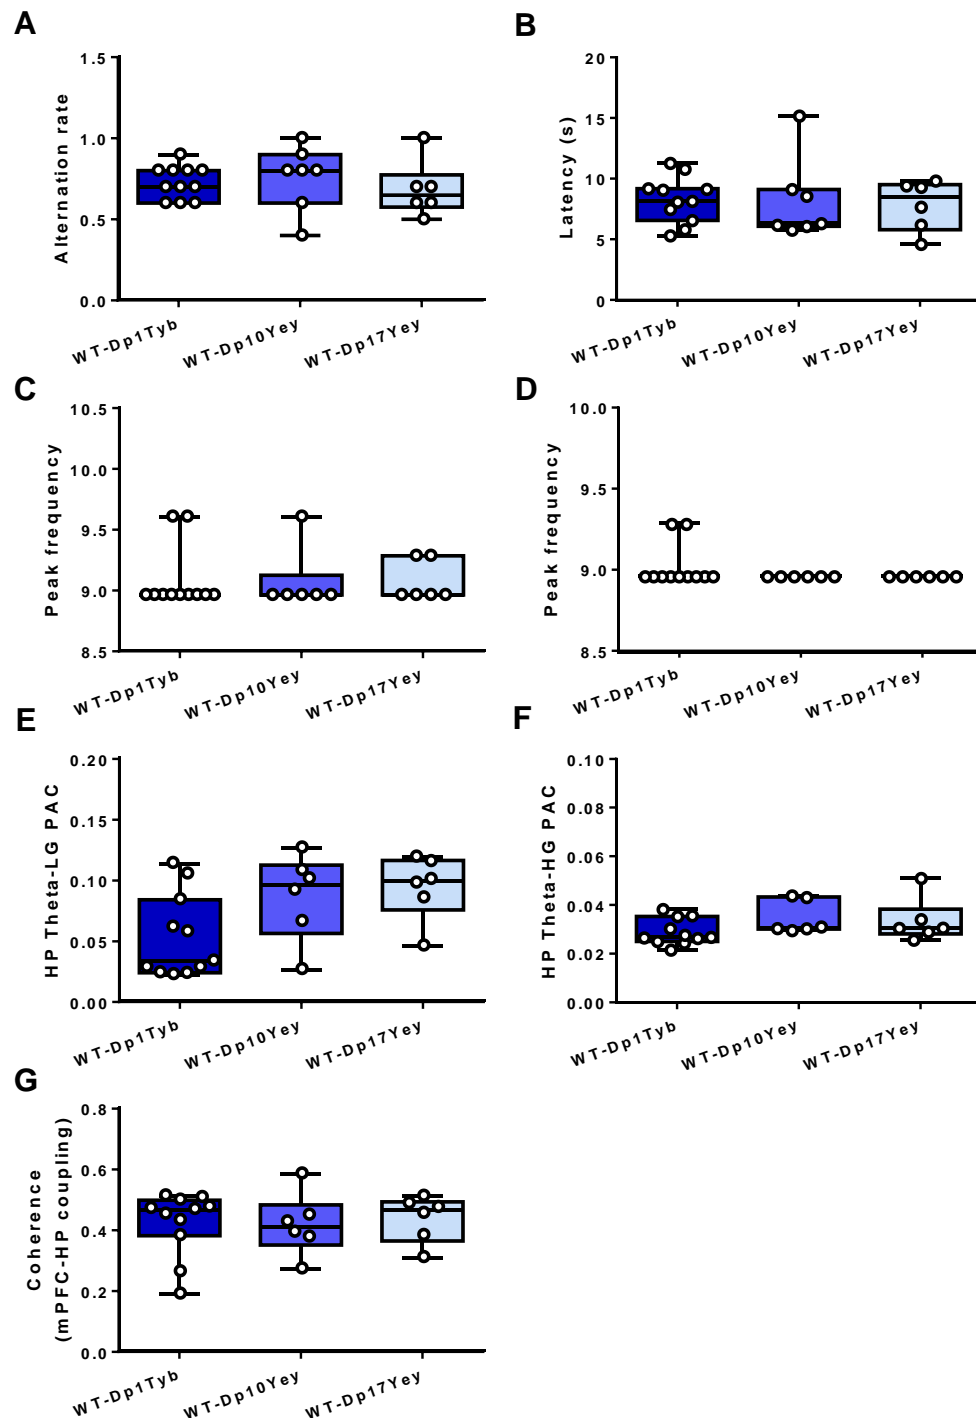 A
Alternation rate
1.5
1.0
0.5
0.0
WT-Dp1Tyb
WT-Dp10Yey
WT-Dp17Yey
B
Latency (s)
20
15
10
5
0
WT-Dp1Tyb
WT-Dp10Yey
WT-Dp17Yey
C
Peak frequency
10.5
10.0
9.5
9.0
8.5
WT-Dp1Tyb
WT-Dp10Yey
WT-Dp17Yey
D
Peak frequency
10.0
9.5
9.0
8.5
WT-Dp1Tyb
WT-Dp10Yey
WT-Dp17Yey
E
HP Theta-LG PAC
0.20
0.15
0.10
0.05
0.00
WT-Dp1Tyb
WT-Dp10Yey
WT-Dp17Yey
F
HP Theta-HG PAC
0.10
0.08
0.06
0.04
0.02
0.00
WT-Dp1Tyb
WT-Dp10Yey
WT-Dp17Yey
G
Coherence
(mPFC-HP coupling)
0.8
0.6
0.4
0.2
0.0
WT-Dp1Tyb
WT-Dp10Yey
WT-Dp17Yey